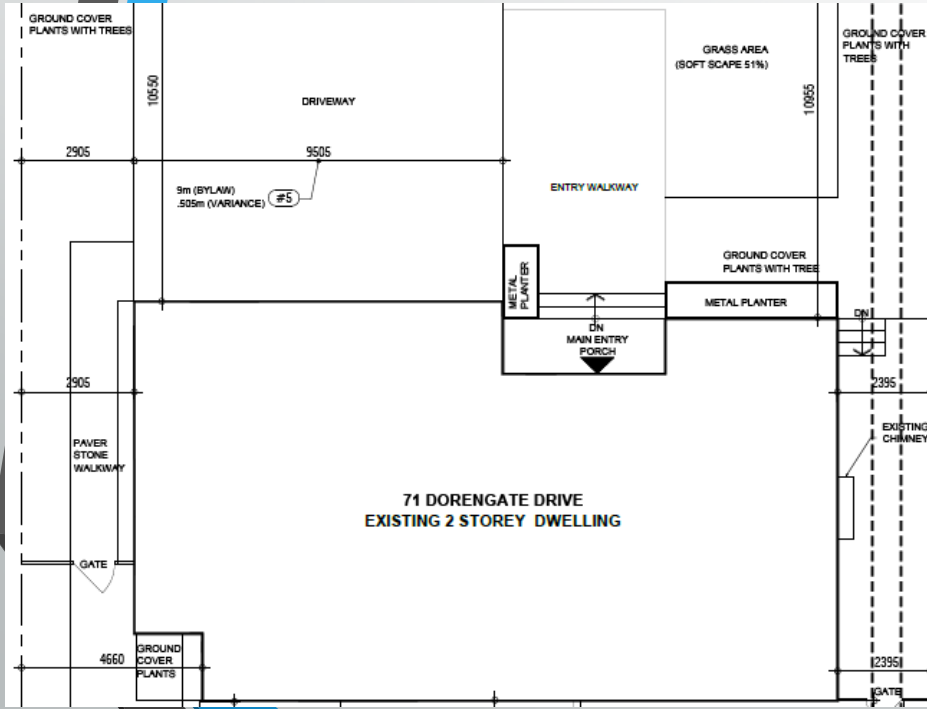 GROUND COVER
PLANTS WITH TREES
10550
DRIVEWAY
GRASS AREA
(SOFT SCAPE 51%)
10955
GROUND COVER
PLANTS WITH
TREES
2905
9505
9m (BYLAW)
.505m (VARIANCE)
#5
ENTRY WALKWAY
METAL
PLANTER
GROUND COVER
PLANTS WITH TREE
METAL PLANTER
DN
MAIN ENTRY
PORCH
DN
2905
2395
PAVER
STONE
WALKWAY
EXISTING
CHIMNEY
71 DORENGATE DRIVE
EXISTING 2 STOREY DWELLING
GATE
4660
GROUND
COVER
PLANTS
2395
GATE